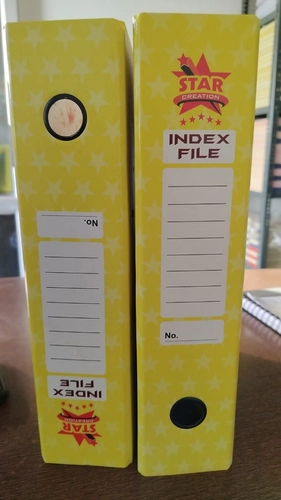 STAR
CREATION
INDEX
FILE
No.
No.
INDEX
FILE
STAR
CREATION